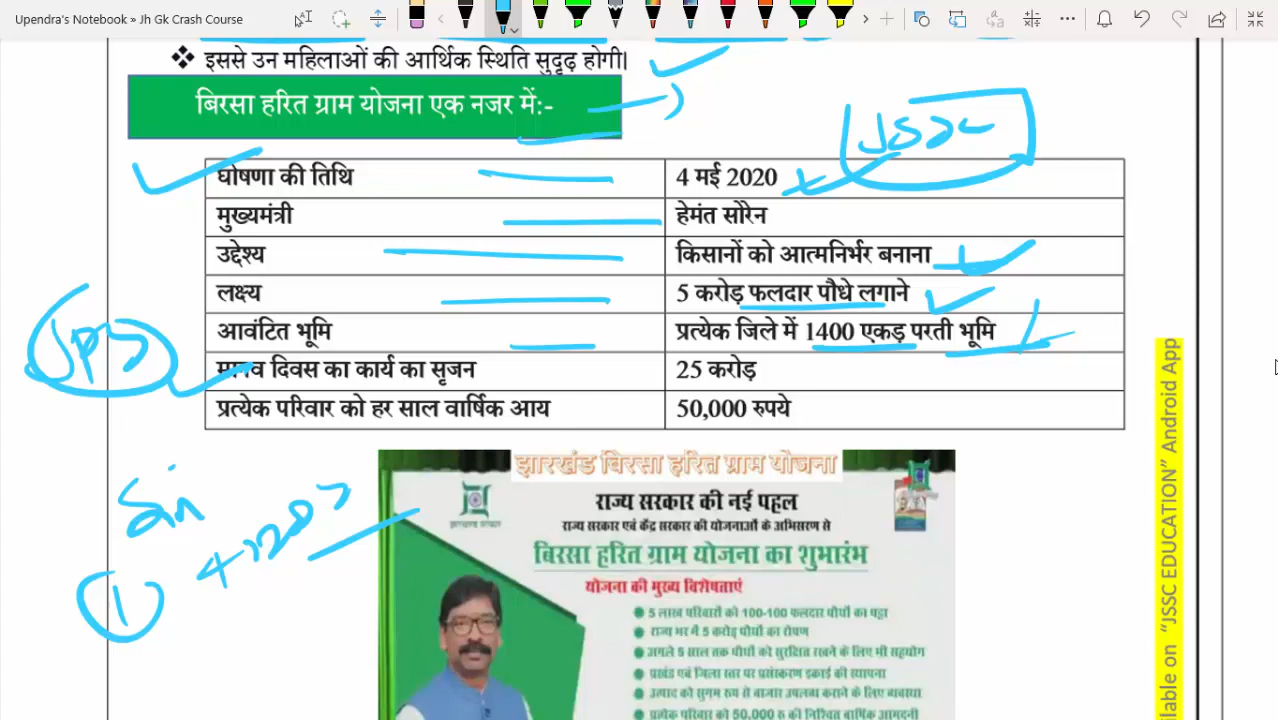 Upendra's Notebook » Jh Gk Crash Course
❖ इससे उन महिलाओं की आर्थिक स्थिति सुदृढ़ होगी।
बिरसा हरित ग्राम योजना एक नजर में:-
JSSC
घोषणा की तिथि 4 मई 2020
मुख्यमंत्री हेमंत सोरेन
उद्देश्य किसानों को आत्मनिर्भर बनाना
लक्ष्य 5 करोड़ फलदार पौधे लगाने
आवंटित भूमि प्रत्येक जिले में 1400 एकड़ परती भूमि
मानव दिवस का कार्य का सृजन 25 करोड़
प्रत्येक परिवार को हर साल वार्षिक आय 50,000 रुपये
1
झारखंड बिरसा हरित ग्राम योजना
राज्य सरकार की नई पहल
राज्य सरकार एवं केंद्र सरकार की योजनाओं के अभिसरण से
बिरसा हरित ग्राम योजना का शुभारंभ
योजना की मुख्य विशेषताएं
5 लाख परिवारों को 100-100 फलदार पौधों का पट्टा
राज्य भर में 5 करोड़ पौधों का रोपण
अगले 5 साल तक पौधों को सुरक्षित रखने के लिए भी सहयोग
प्रखंड एवं जिला स्तर पर प्रसंस्करण इकाई की स्थापना
उत्पाद को सुगम रुप से बाजार उपलब्ध कराने के लिए व्यवस्था
प्रत्येक परिवार को 50,000 रु की निश्चित वार्षिक आमदनी
ilable on "JSSC EDUCATION" Android App